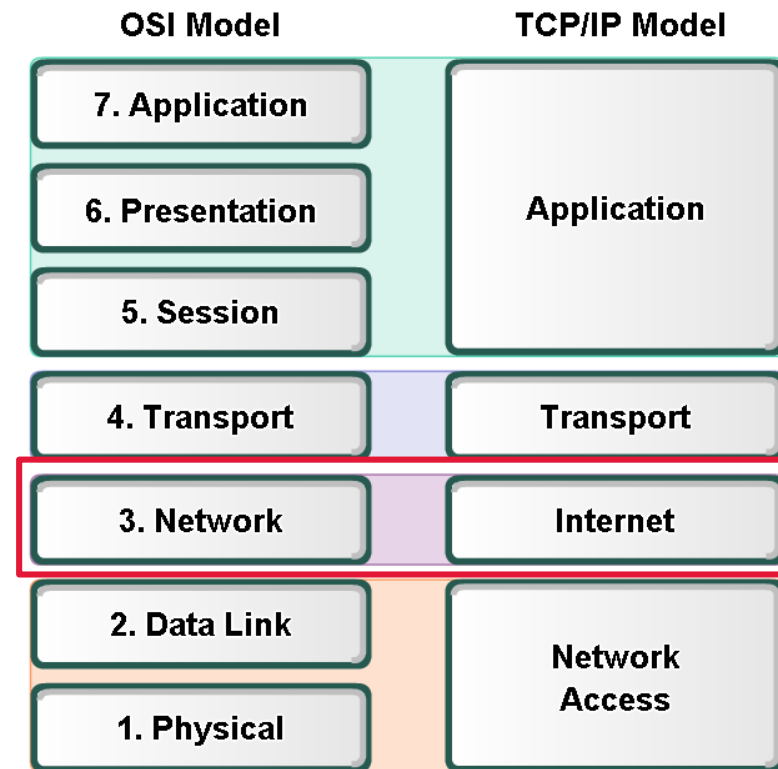 OSI Model
TCP/IP Model
7. Application
6. Presentation
5. Session
Application
4. Transport
Transport
3. Network
Internet
2. Data Link
1. Physical
Network
Access